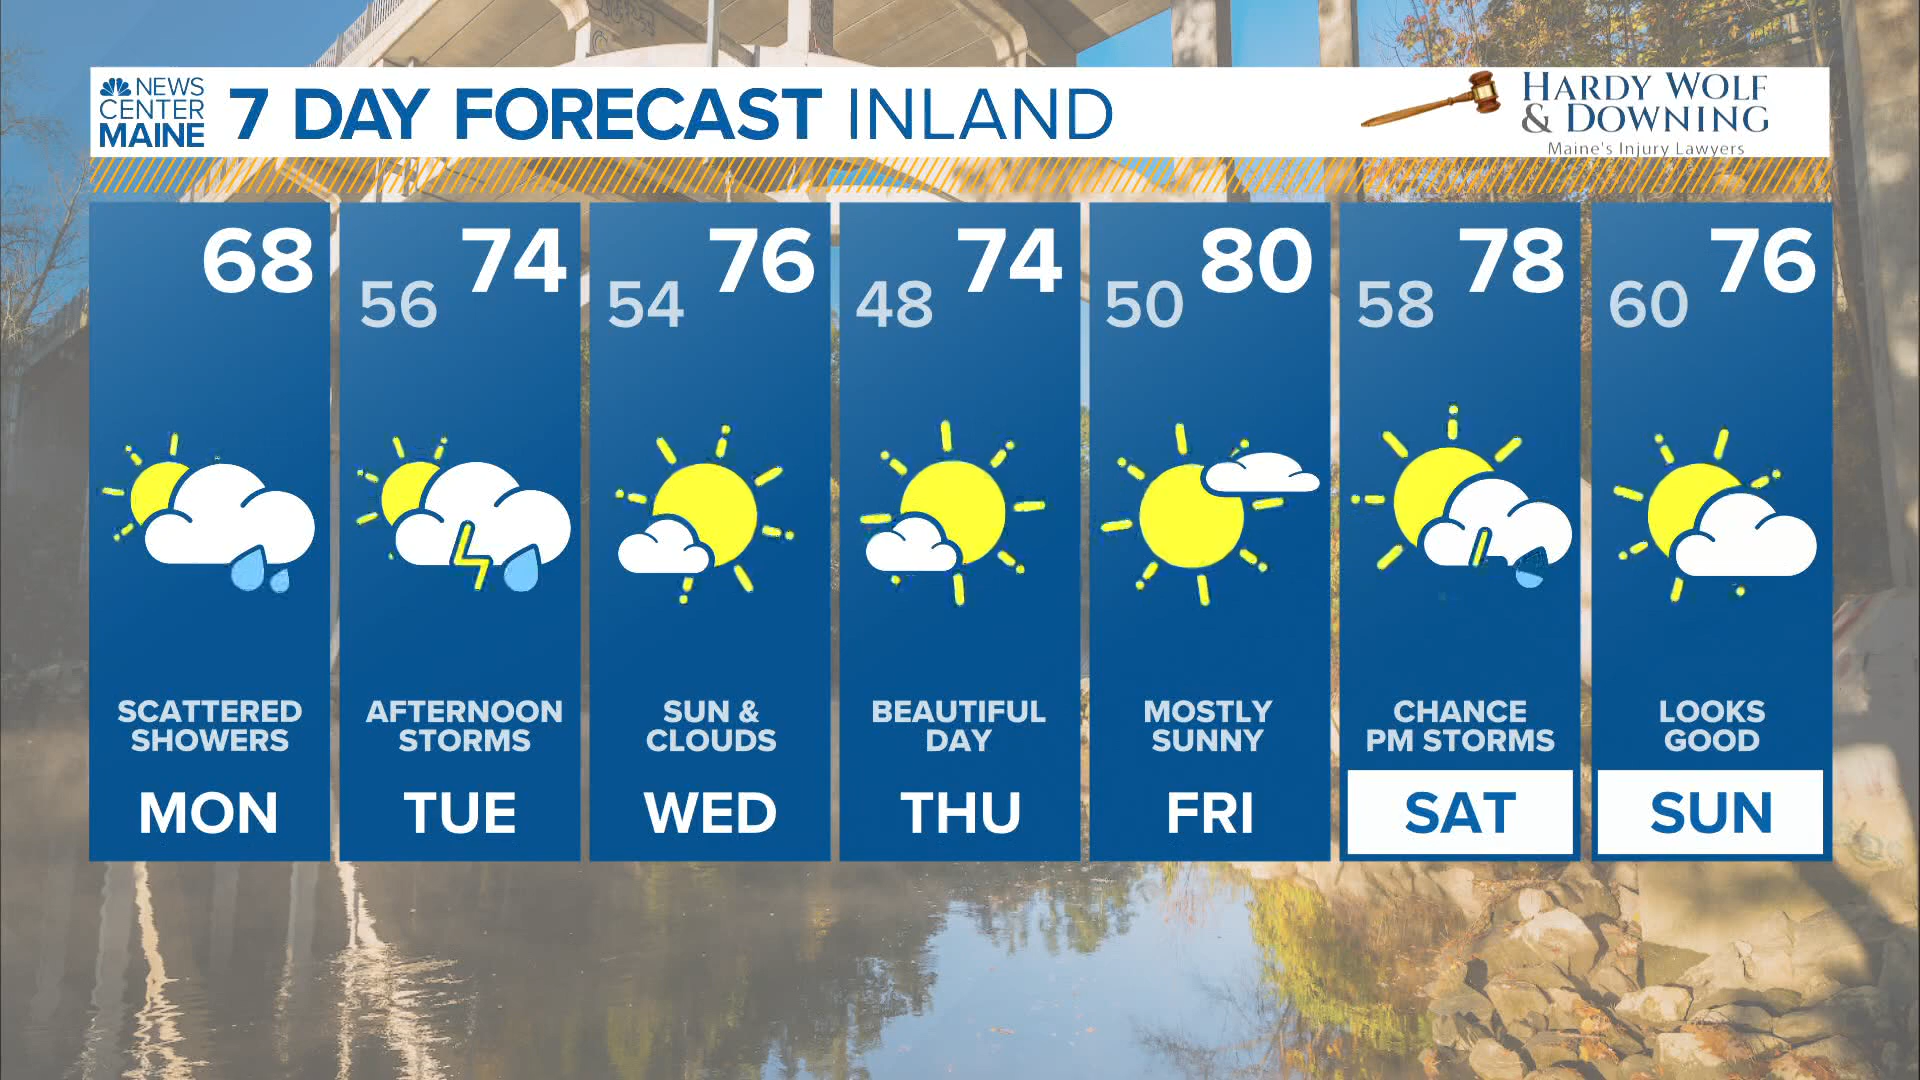 NEWS
CENTER
MAINE
7 DAY FORECAST INLAND
HARDY WOLF
& DOWNING
Maine's Injury Lawyers
68
56 74
54 76
48 74
50 80
58 78
60 76
SCATTERED
SHOWERS
AFTERNOON
STORMS
SUN &
CLOUDS
BEAUTIFUL
DAY
MOSTLY
SUNNY
CHANCE
PM STORMS
LOOKS
GOOD
MON
TUE
WED
THU
FRI
SAT
SUN